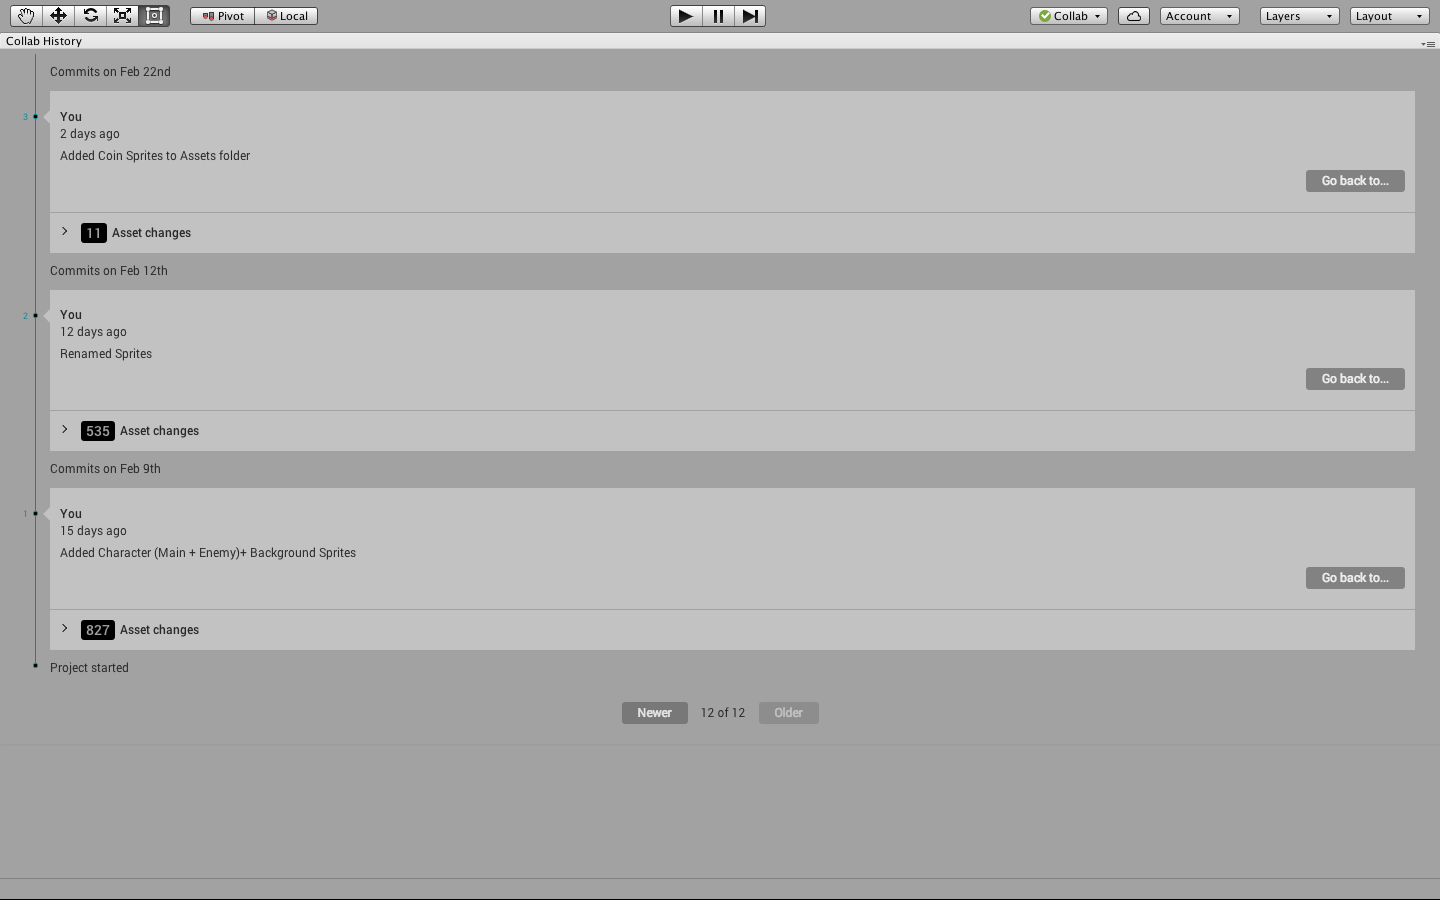 Pivot Local Collab Account Layers Layout
Collab History
Commits on Feb 22nd
3
You
2 days ago
Added Coin Sprites to Assets folder
Go back to...
11 Asset changes
Commits on Feb 12th
2
You
12 days ago
Renamed Sprites
Go back to...
535 Asset changes
Commits on Feb 9th
1
You
15 days ago
Added Character (Main + Enemy)+ Background Sprites
Go back to...
827 Asset changes
Project started
Newer 12 of 12 Older